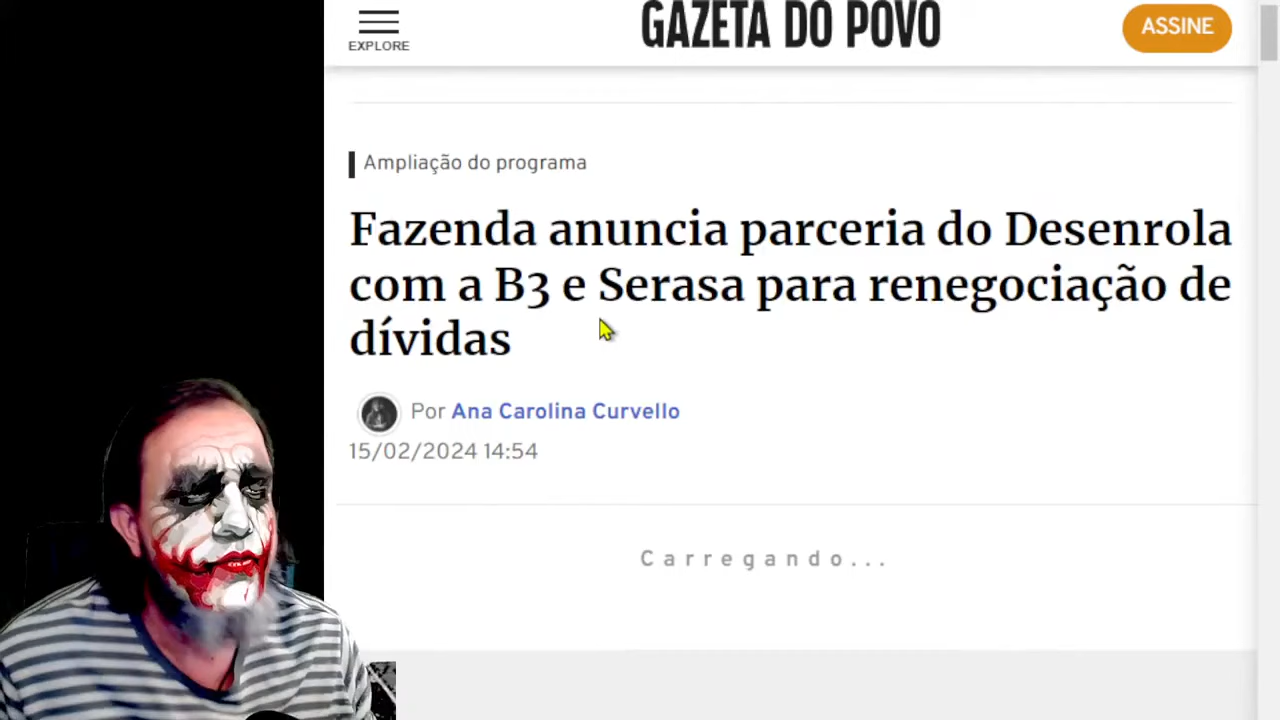 EXPLORE
GAZETA DO POVO
ASSINE
Ampliação do programa
Fazenda anuncia parceria do Desenrola
com a B3 e Serasa para renegociação de
dívidas
Por Ana Carolina Curvello
15/02/2024 14:54
Carregando...